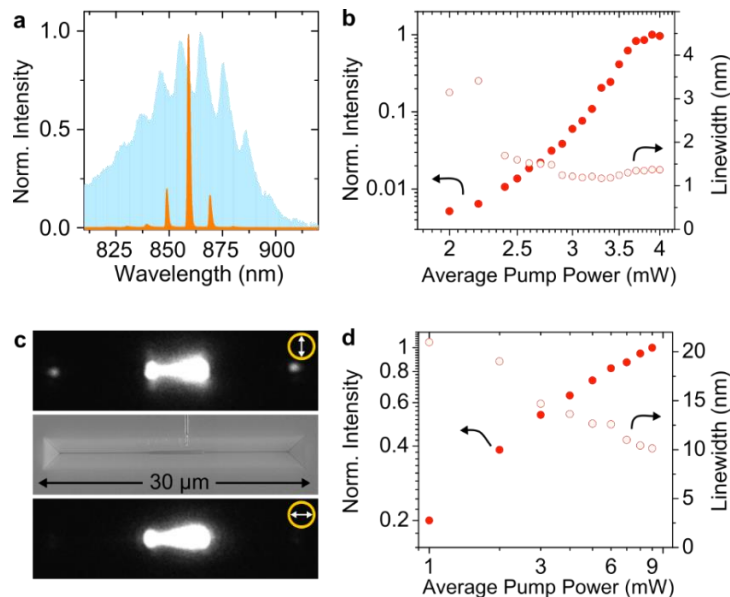 a
1.0
0.5
0.0
Norm. Intensity
825
850
875
900
Wavelength (nm)
b
1
0.1
0.01
Norm. Intensity
4
3
2
1
0
Linewidth (nm)
2
2.5
3
3.5
4
Average Pump Power (mW)
c
30 µm
d
1
0.8
0.6
0.4
0.2
Norm. Intensity
20
15
10
5
0
Linewidth (nm)
1
3
6
9
Average Pump Power (mW)